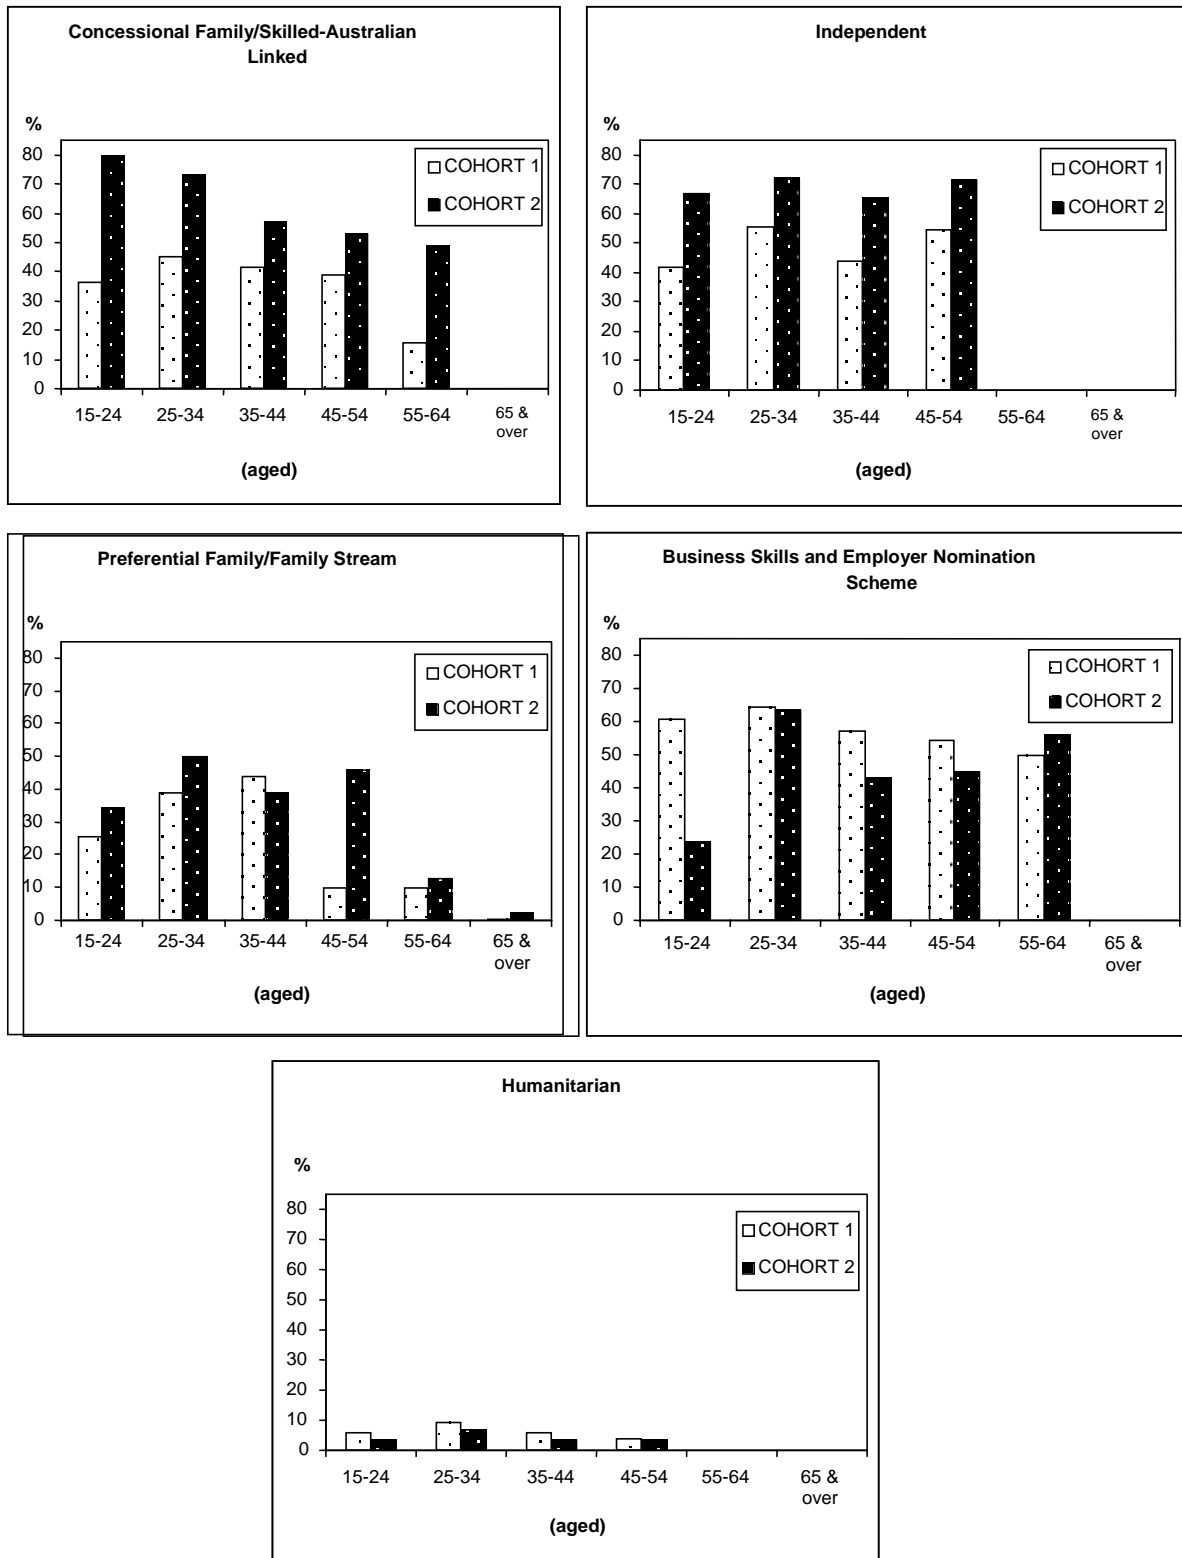 Concessional Family/Skilled-Australian
Linked
%
80
70
60
50
40
30
20
10
0
COHORT 1
COHORT 2
15-24 25-34 35-44 45-54 55-64 65 &
over
(aged)
Independent
%
80
70
60
50
40
30
20
10
0
COHORT 1
COHORT 2
15-24 25-34 35-44 45-54 55-64 65 &
over
(aged)
Preferential Family/Family Stream
%
80
70
60
50
40
30
20
10
0
COHORT 1
COHORT 2
15-24 25-34 35-44 45-54 55-64 65 &
over
(aged)
Business Skills and Employer Nomination
Scheme
%
80
70
60
50
40
30
20
10
0
COHORT 1
COHORT 2
15-24 25-34 35-44 45-54 55-64 65 &
over
(aged)
Humanitarian
%
80
70
60
50
40
30
20
10
0
COHORT 1
COHORT 2
15-24 25-34 35-44 45-54 55-64 65 &
over
(aged)